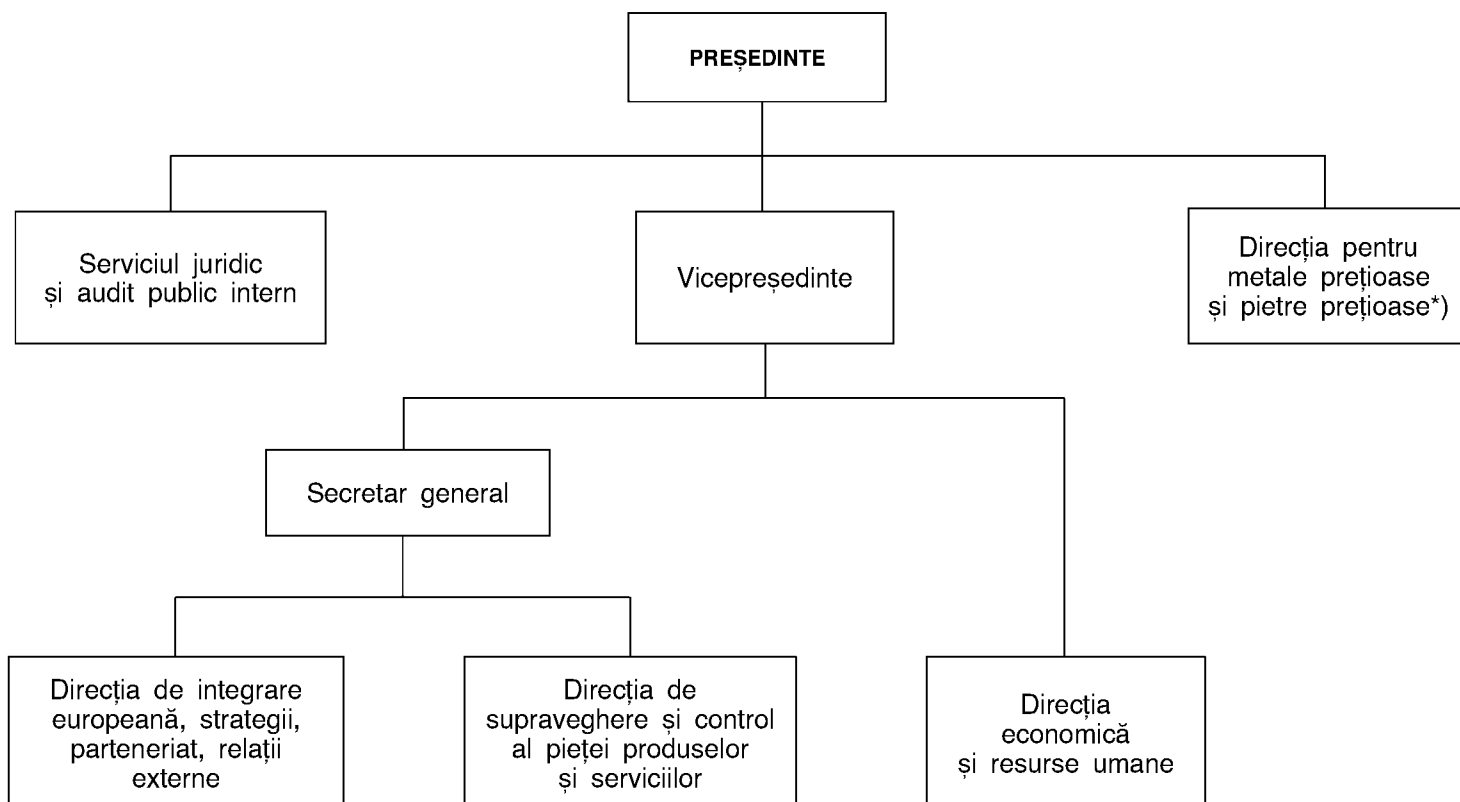 PREȘEDINTE
Serviciul juridic
și audit public intern
Vicepreședinte
Direcția pentru
metale prețioase
și pietre prețioase*)
Secretar general
Direcția de integrare
europeană, strategii,
parteneriat, relații
externe
Direcția de
supraveghere și control
al pieței produselor
și serviciilor
Direcția
economică
și resurse umane